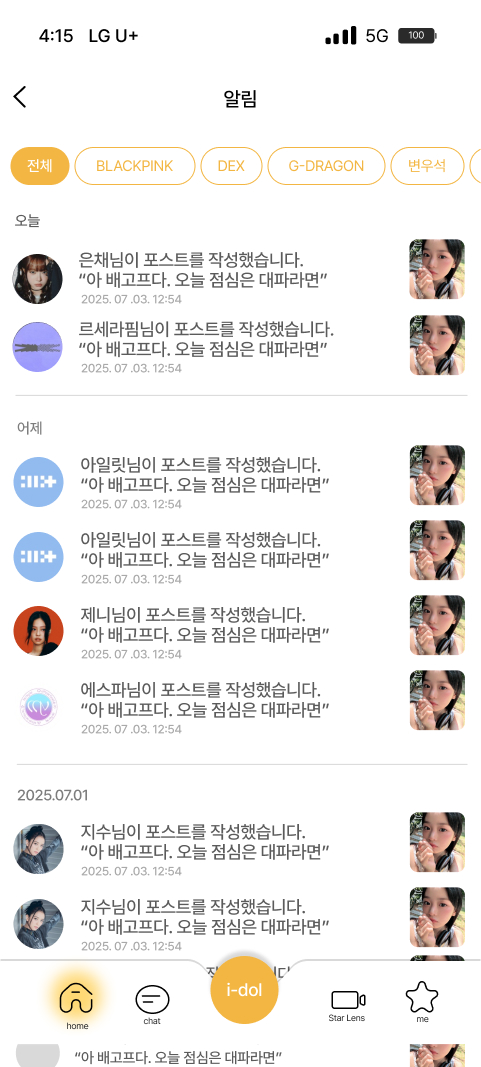 4:15 LG U+ 5G 100
알림
전체 BLACKPINK DEX G-DRAGON 변우석
오늘
은채님이 포스트를 작성했습니다.
“아 배고프다. 오늘 점심은 대파라면”
2025. 07 .03. 12:54
르세라핌님이 포스트를 작성했습니다.
“아 배고프다. 오늘 점심은 대파라면”
2025. 07 .03. 12:54
어제
아일릿님이 포스트를 작성했습니다.
“아 배고프다. 오늘 점심은 대파라면”
2025. 07 .03. 12:54
아일릿님이 포스트를 작성했습니다.
“아 배고프다. 오늘 점심은 대파라면”
2025. 07 .03. 12:54
제니님이 포스트를 작성했습니다.
“아 배고프다. 오늘 점심은 대파라면”
2025. 07 .03. 12:54
에스파님이 포스트를 작성했습니다.
“아 배고프다. 오늘 점심은 대파라면”
2025. 07 .03. 12:54
2025.07.01
지수님이 포스트를 작성했습니다.
“아 배고프다. 오늘 점심은 대파라면”
2025. 07 .03. 12:54
지수님이 포스트를 작성했습니다.
“아 배고프다. 오늘 점심은 대파라면”
2025. 07 .03. 12:54
i-dol
home chat Star Lens me
“아 배고프다. 오늘 점심은 대파라면”